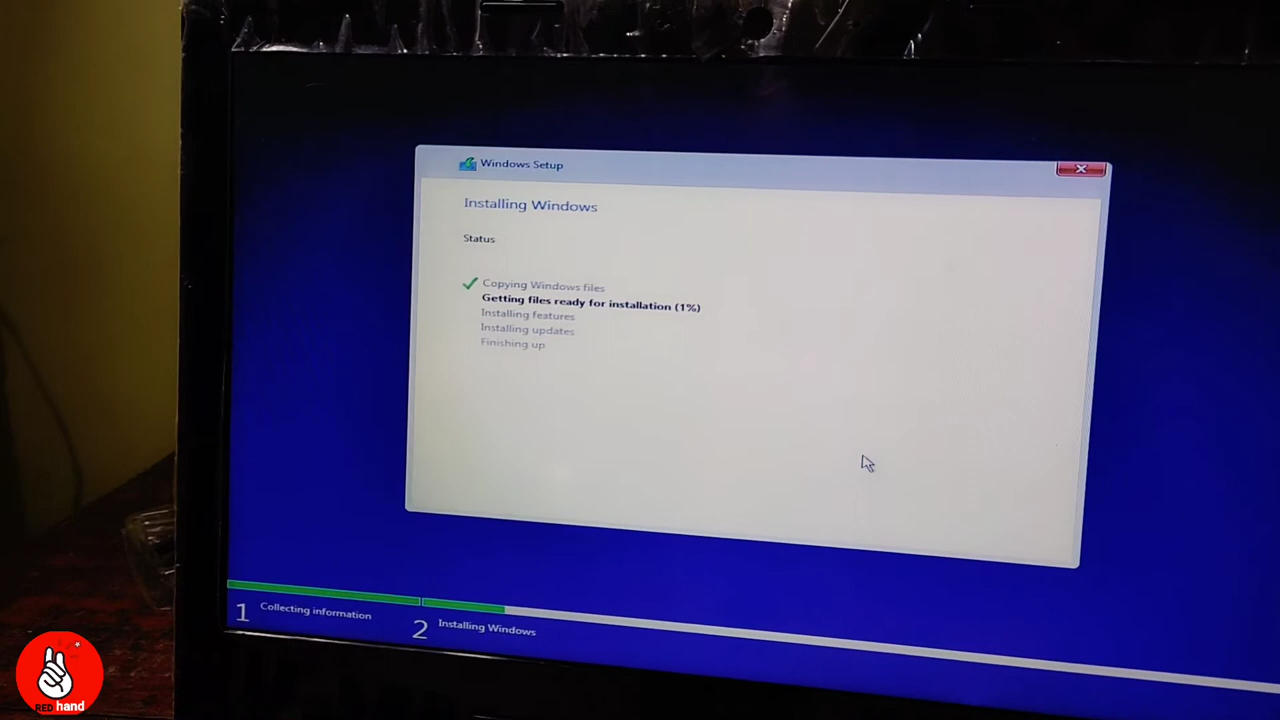 Windows Setup
Installing Windows
Status
Copying Windows files
Getting files ready for installation (1%)
Installing features
Installing updates
Finishing up
1 Collecting information
2 Installing Windows
RED hand